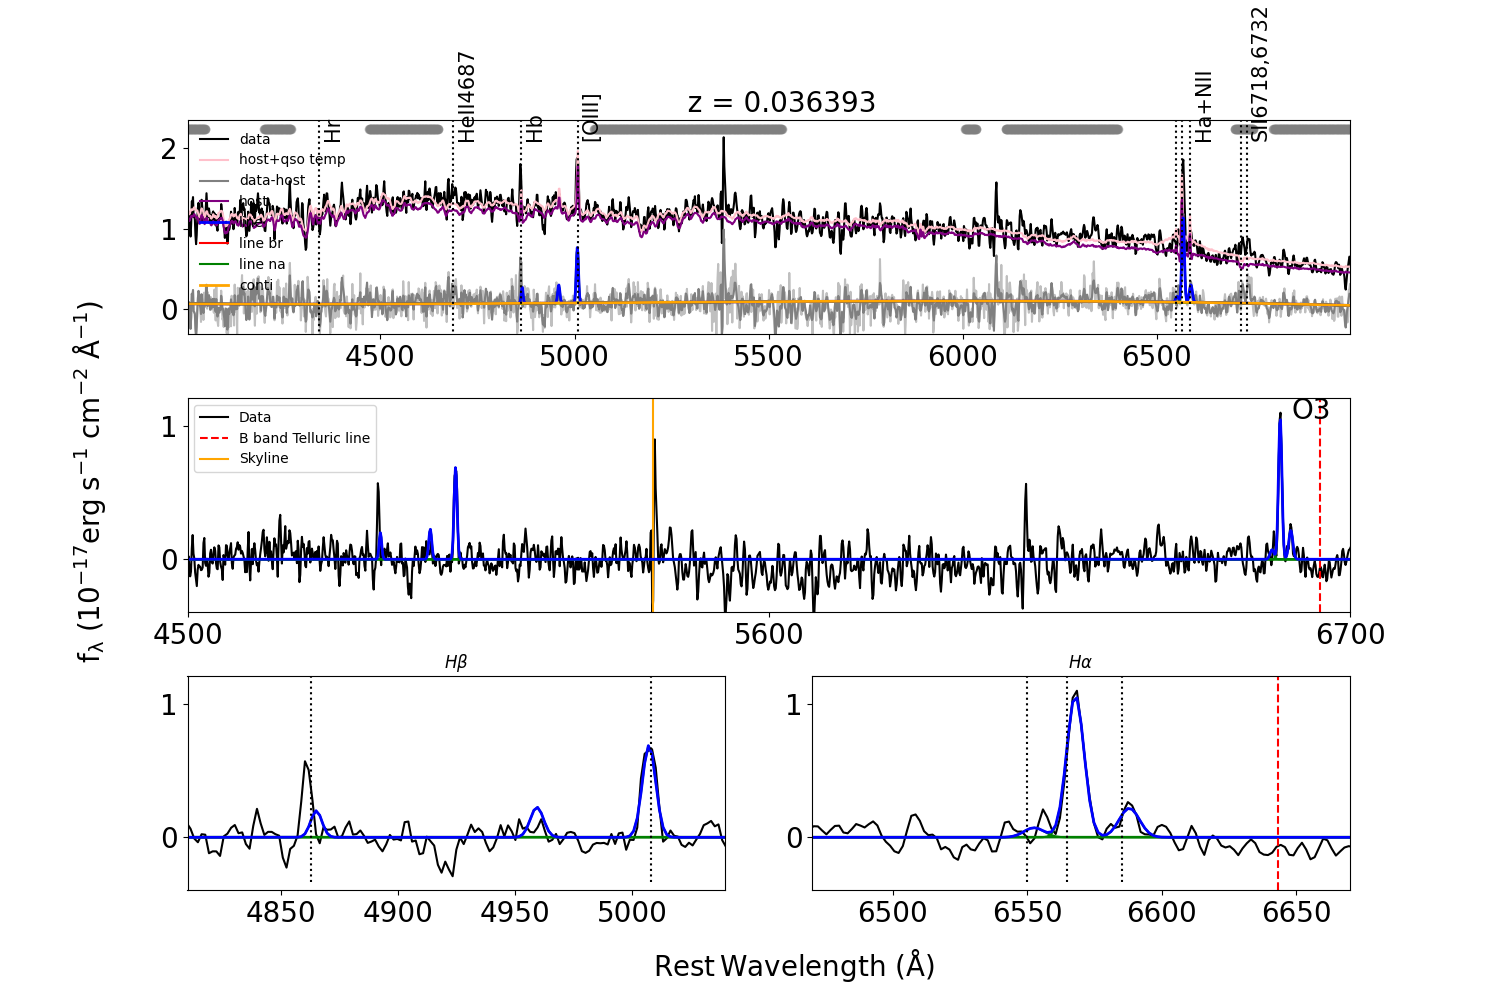 z = 0.036393
Hr
HeII4687
Hb
[OIII]
Ha+NII
SII6718,6732
data
host+qso temp
data-host
host
line br
line na
conti
2
1
0
4500
5000
5500
6000
6500
fλ (10⁻¹⁷erg s⁻¹ cm⁻² Å⁻¹)
Data
B band Telluric line
Skyline
O3
1
0
4500
5600
6700
Hβ
1
0
4850
4900
4950
5000
Hα
1
0
6500
6550
6600
6650
Rest Wavelength (Å)